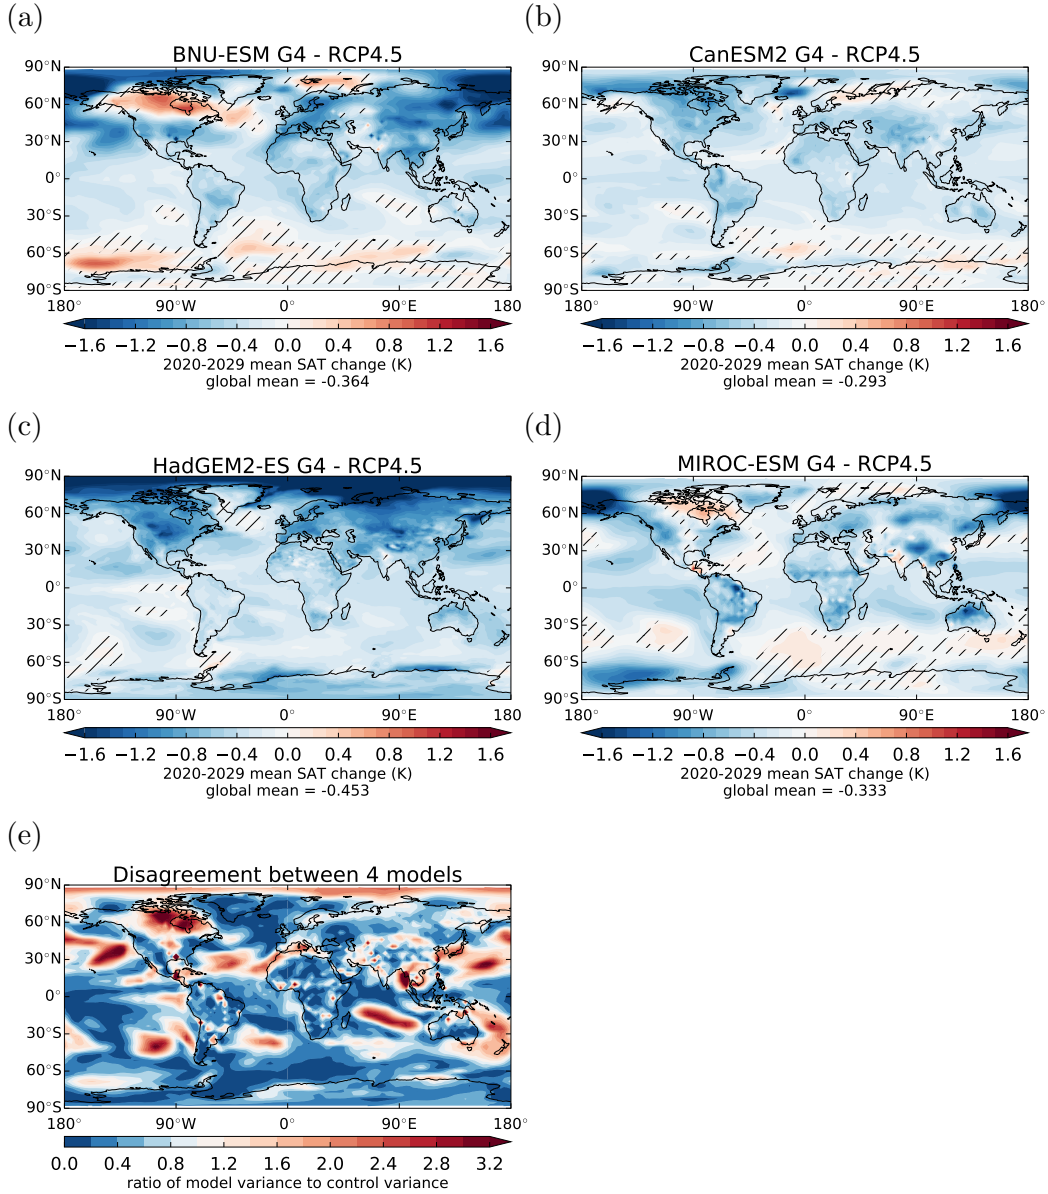 (a)
BNU-ESM G4 - RCP4.5
90°N
60°N
30°N
0°
30°S
60°S
90°S
180° 90°W 0° 90°E 180°
−1.6 −1.2 −0.8 −0.4 0.0 0.4 0.8 1.2 1.6
2020-2029 mean SAT change (K)
global mean = -0.364
(b)
CanESM2 G4 - RCP4.5
90°N
60°N
30°N
0°
30°S
60°S
90°S
180° 90°W 0° 90°E 180°
−1.6 −1.2 −0.8 −0.4 0.0 0.4 0.8 1.2 1.6
2020-2029 mean SAT change (K)
global mean = -0.293
(c)
HadGEM2-ES G4 - RCP4.5
90°N
60°N
30°N
0°
30°S
60°S
90°S
180° 90°W 0° 90°E 180°
−1.6 −1.2 −0.8 −0.4 0.0 0.4 0.8 1.2 1.6
2020-2029 mean SAT change (K)
global mean = -0.453
(d)
MIROC-ESM G4 - RCP4.5
90°N
60°N
30°N
0°
30°S
60°S
90°S
180° 90°W 0° 90°E 180°
−1.6 −1.2 −0.8 −0.4 0.0 0.4 0.8 1.2 1.6
2020-2029 mean SAT change (K)
global mean = -0.333
(e)
Disagreement between 4 models
90°N
60°N
30°N
0°
30°S
60°S
90°S
180° 90°W 0° 90°E 180°
0.0 0.4 0.8 1.2 1.6 2.0 2.4 2.8 3.2
ratio of model variance to control variance